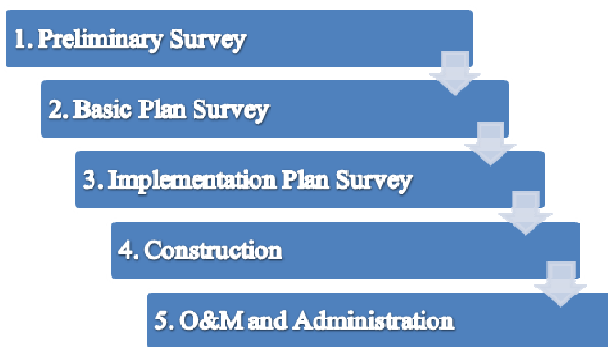 1. Preliminary Survey
2. Basic Plan Survey
3. Implementation Plan Survey
4. Construction
5. O&M and Administration